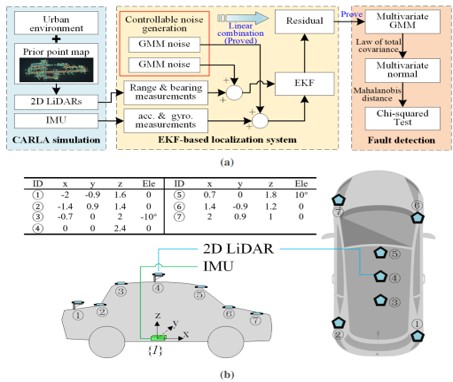 Urban
environment
Prior point map
2D LiDARs
IMU
CARLA simulation
Controllable noise
generation
GMM noise
GMM noise
Linear
combination
(Proved)
Range & bearing
measurements
acc. & gyro.
measurements
Residual
EKF
EKF-based localization system
Prove
Multivariate
GMM
Law of total
covariance
Multivariate
normal
Mahalanobis
distance
Chi-squared
Test
Fault detection
(a)
ID x y z Ele ID x y z Ele
① -2 -0.9 1.6 0 ⑤ 0.7 0 1.8 10°
② -1.4 0.9 1.4 0 ⑥ 1.4 -0.9 1.2 0
③ -0.7 0 2 -10° ⑦ 2 0.9 1 0
④ 0 0 2.4 0
2D LiDAR
IMU
① ② ③ ④ ⑤ ⑥ ⑦
z
y
x
{I}
⑦
⑥
⑤
④
③
②
①
(b)